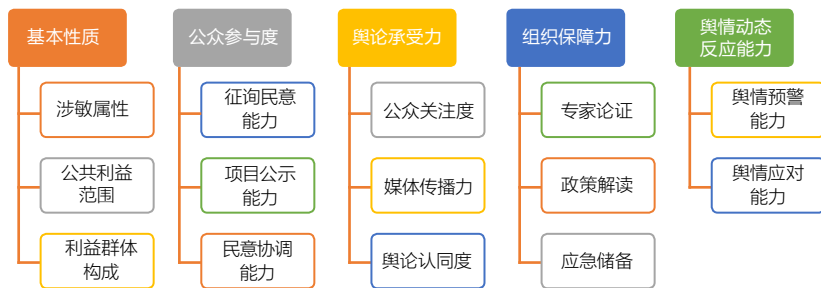 基本性质
涉敏属性
公共利益
范围
利益群体
构成
公众参与度
征询民意
能力
项目公示
能力
民意协调
能力
舆论承受力
公众关注度
媒体传播力
舆论认同度
组织保障力
专家论证
政策解读
应急储备
舆情动态
反应能力
舆情预警
能力
舆情应对
能力